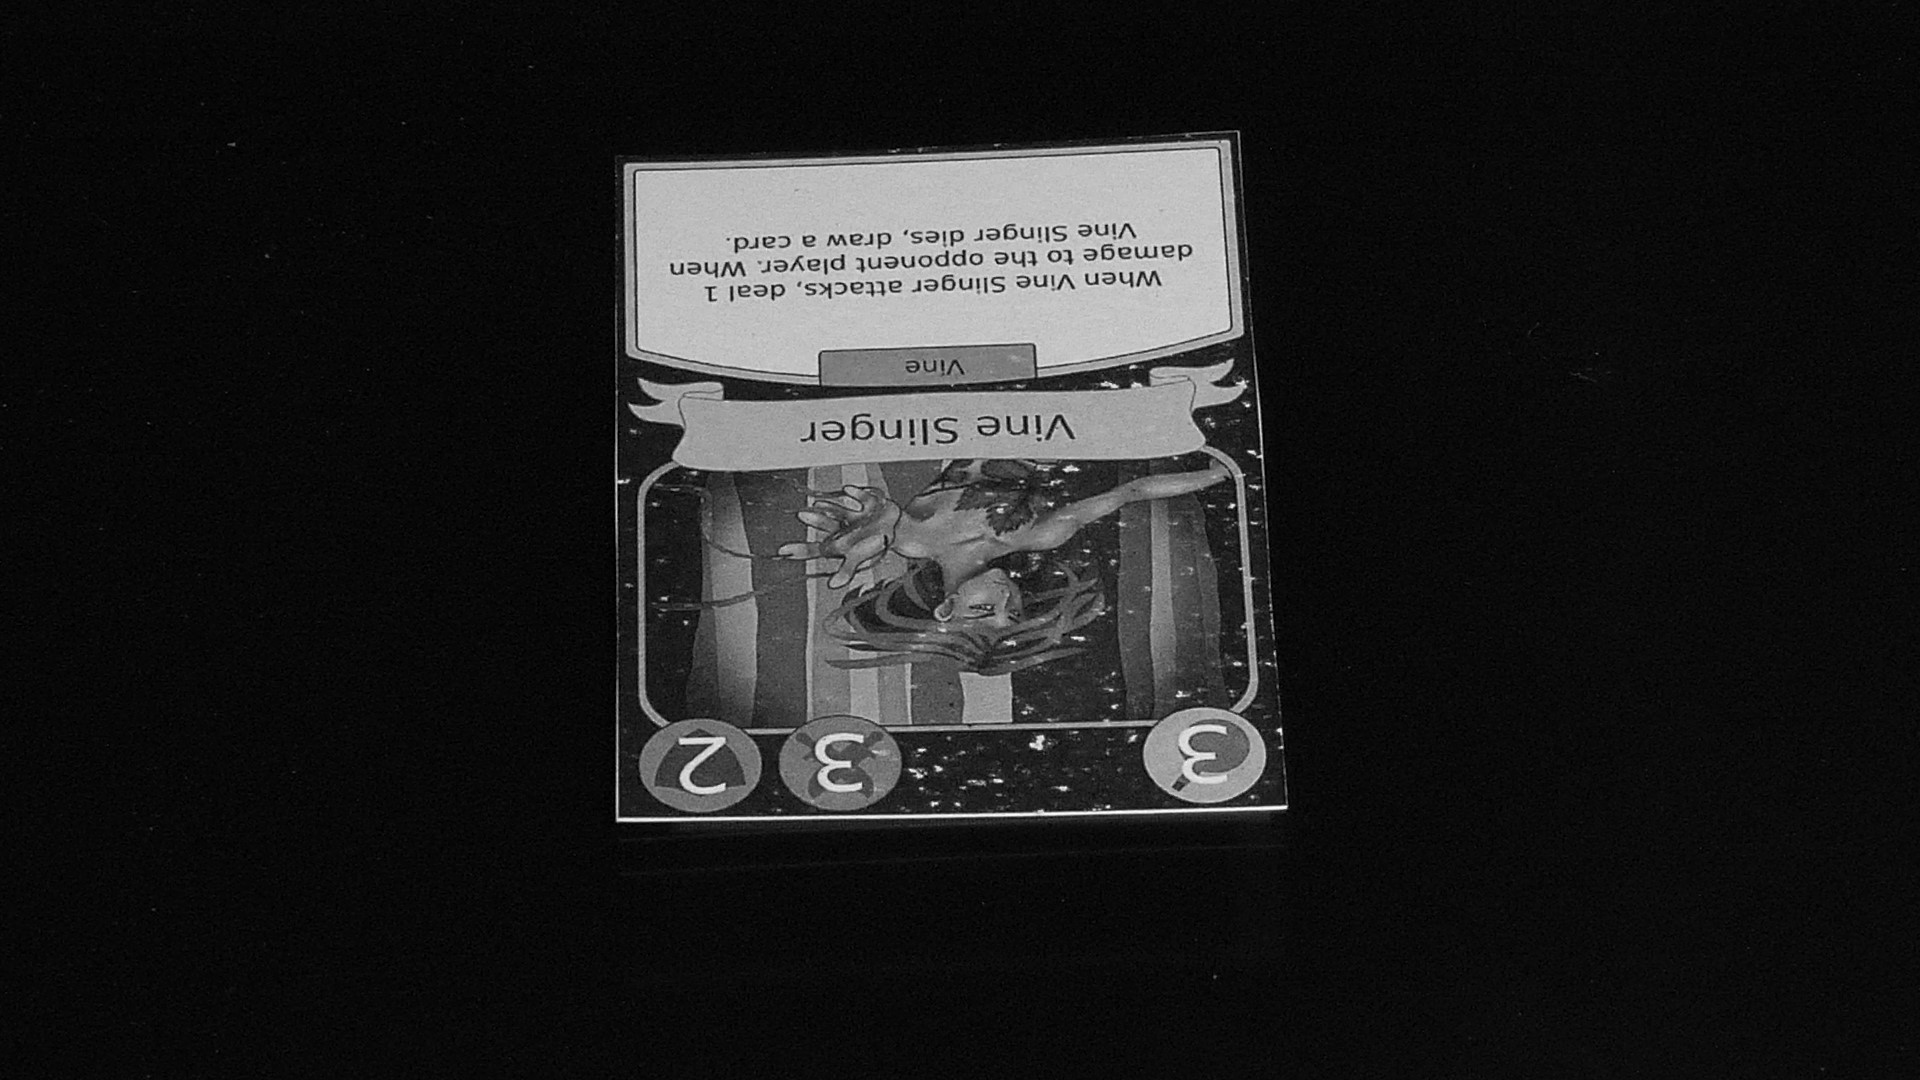 3 3 2
Vine Slinger
Vine
When Vine Slinger attacks, deal 1
damage to the opponent player. When
Vine Slinger dies, draw a card.